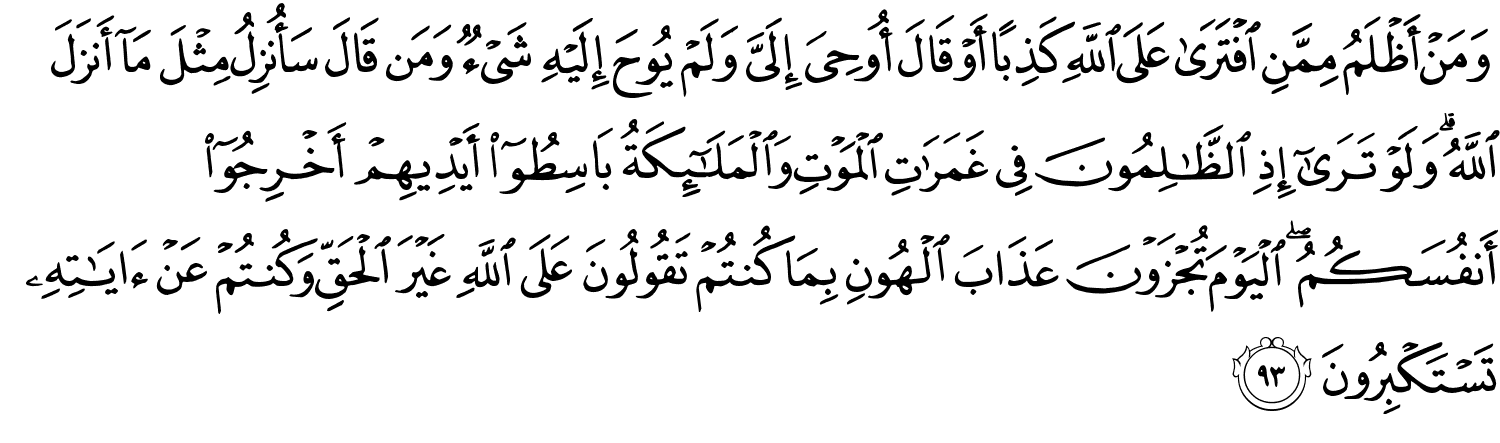 وَمَنۡ أَظۡلَمُ مِمَّنِ ٱفۡتَرَىٰ عَلَى ٱللَّهِ كَذِبًا أَوۡ قَالَ أُوحِيَ إِلَيَّ وَلَمۡ يُوحَ إِلَيۡهِ شَيۡءٞ وَمَن قَالَ سَأُنزِلُ مِثۡلَ مَآ أَنزَلَ
ٱللَّهُۗ وَلَوۡ تَرَىٰٓ إِذِ ٱلظَّٰلِمُونَ فِي غَمَرَٰتِ ٱلۡمَوۡتِ وَٱلۡمَلَٰٓئِكَةُ بَاسِطُوٓاْ أَيۡدِيهِمۡ أَخۡرِجُوٓاْ
أَنفُسَكُمُۖ ٱلۡيَوۡمَ تُجۡزَوۡنَ عَذَابَ ٱلۡهُونِ بِمَا كُنتُمۡ تَقُولُونَ عَلَى ٱللَّهِ غَيۡرَ ٱلۡحَقِّ وَكُنتُمۡ عَنۡ ءَايَٰتِهِۦ
تَسۡتَكۡبِرُونَ ٩٣